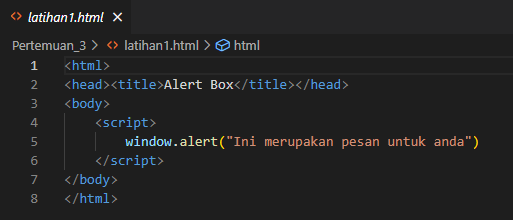 <> latihan1.html ×
Pertemuan_3 > <> latihan1.html > html
1 <html>
2 <head><title>Alert Box</title></head>
3 <body>
4     <script>
5         window.alert("Ini merupakan pesan untuk anda")
6     </script>
7 </body>
8 </html>